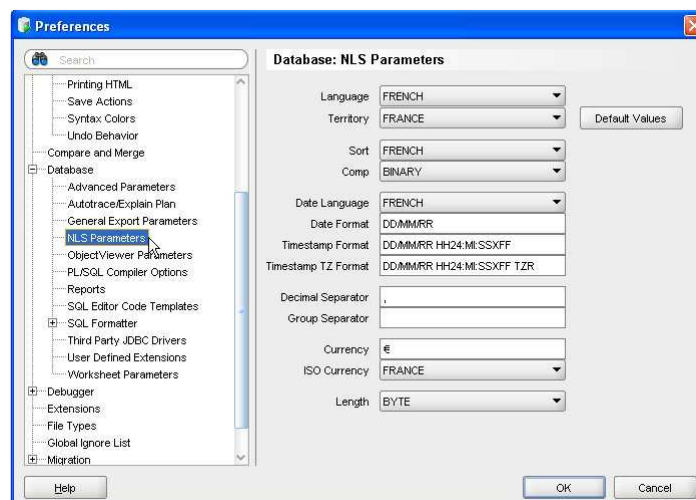 Preferences
Search
Printing HTML
Save Actions
Syntax Colors
Undo Behavior
Compare and Merge
Database
Advanced Parameters
Autotrace/Explain Plan
General Export Parameters
NLS Parameters
ObjectViewer Parameters
PL/SQL Compiler Options
Reports
SQL Editor Code Templates
SQL Formatter
Third Party JDBC Drivers
User Defined Extensions
Worksheet Parameters
Debugger
Extensions
File Types
Global Ignore List
Migration
Database: NLS Parameters
Language FRENCH
Territory FRANCE Default Values
Sort FRENCH
Comp BINARY
Date Language FRENCH
Date Format DD/MM/RR
Timestamp Format DD/MM/RR HH24:MI:SSXFF
Timestamp TZ Format DD/MM/RR HH24:MI:SSXFF TZR
Decimal Separator ,
Group Separator
Currency €
ISO Currency FRANCE
Length BYTE
Help OK Cancel